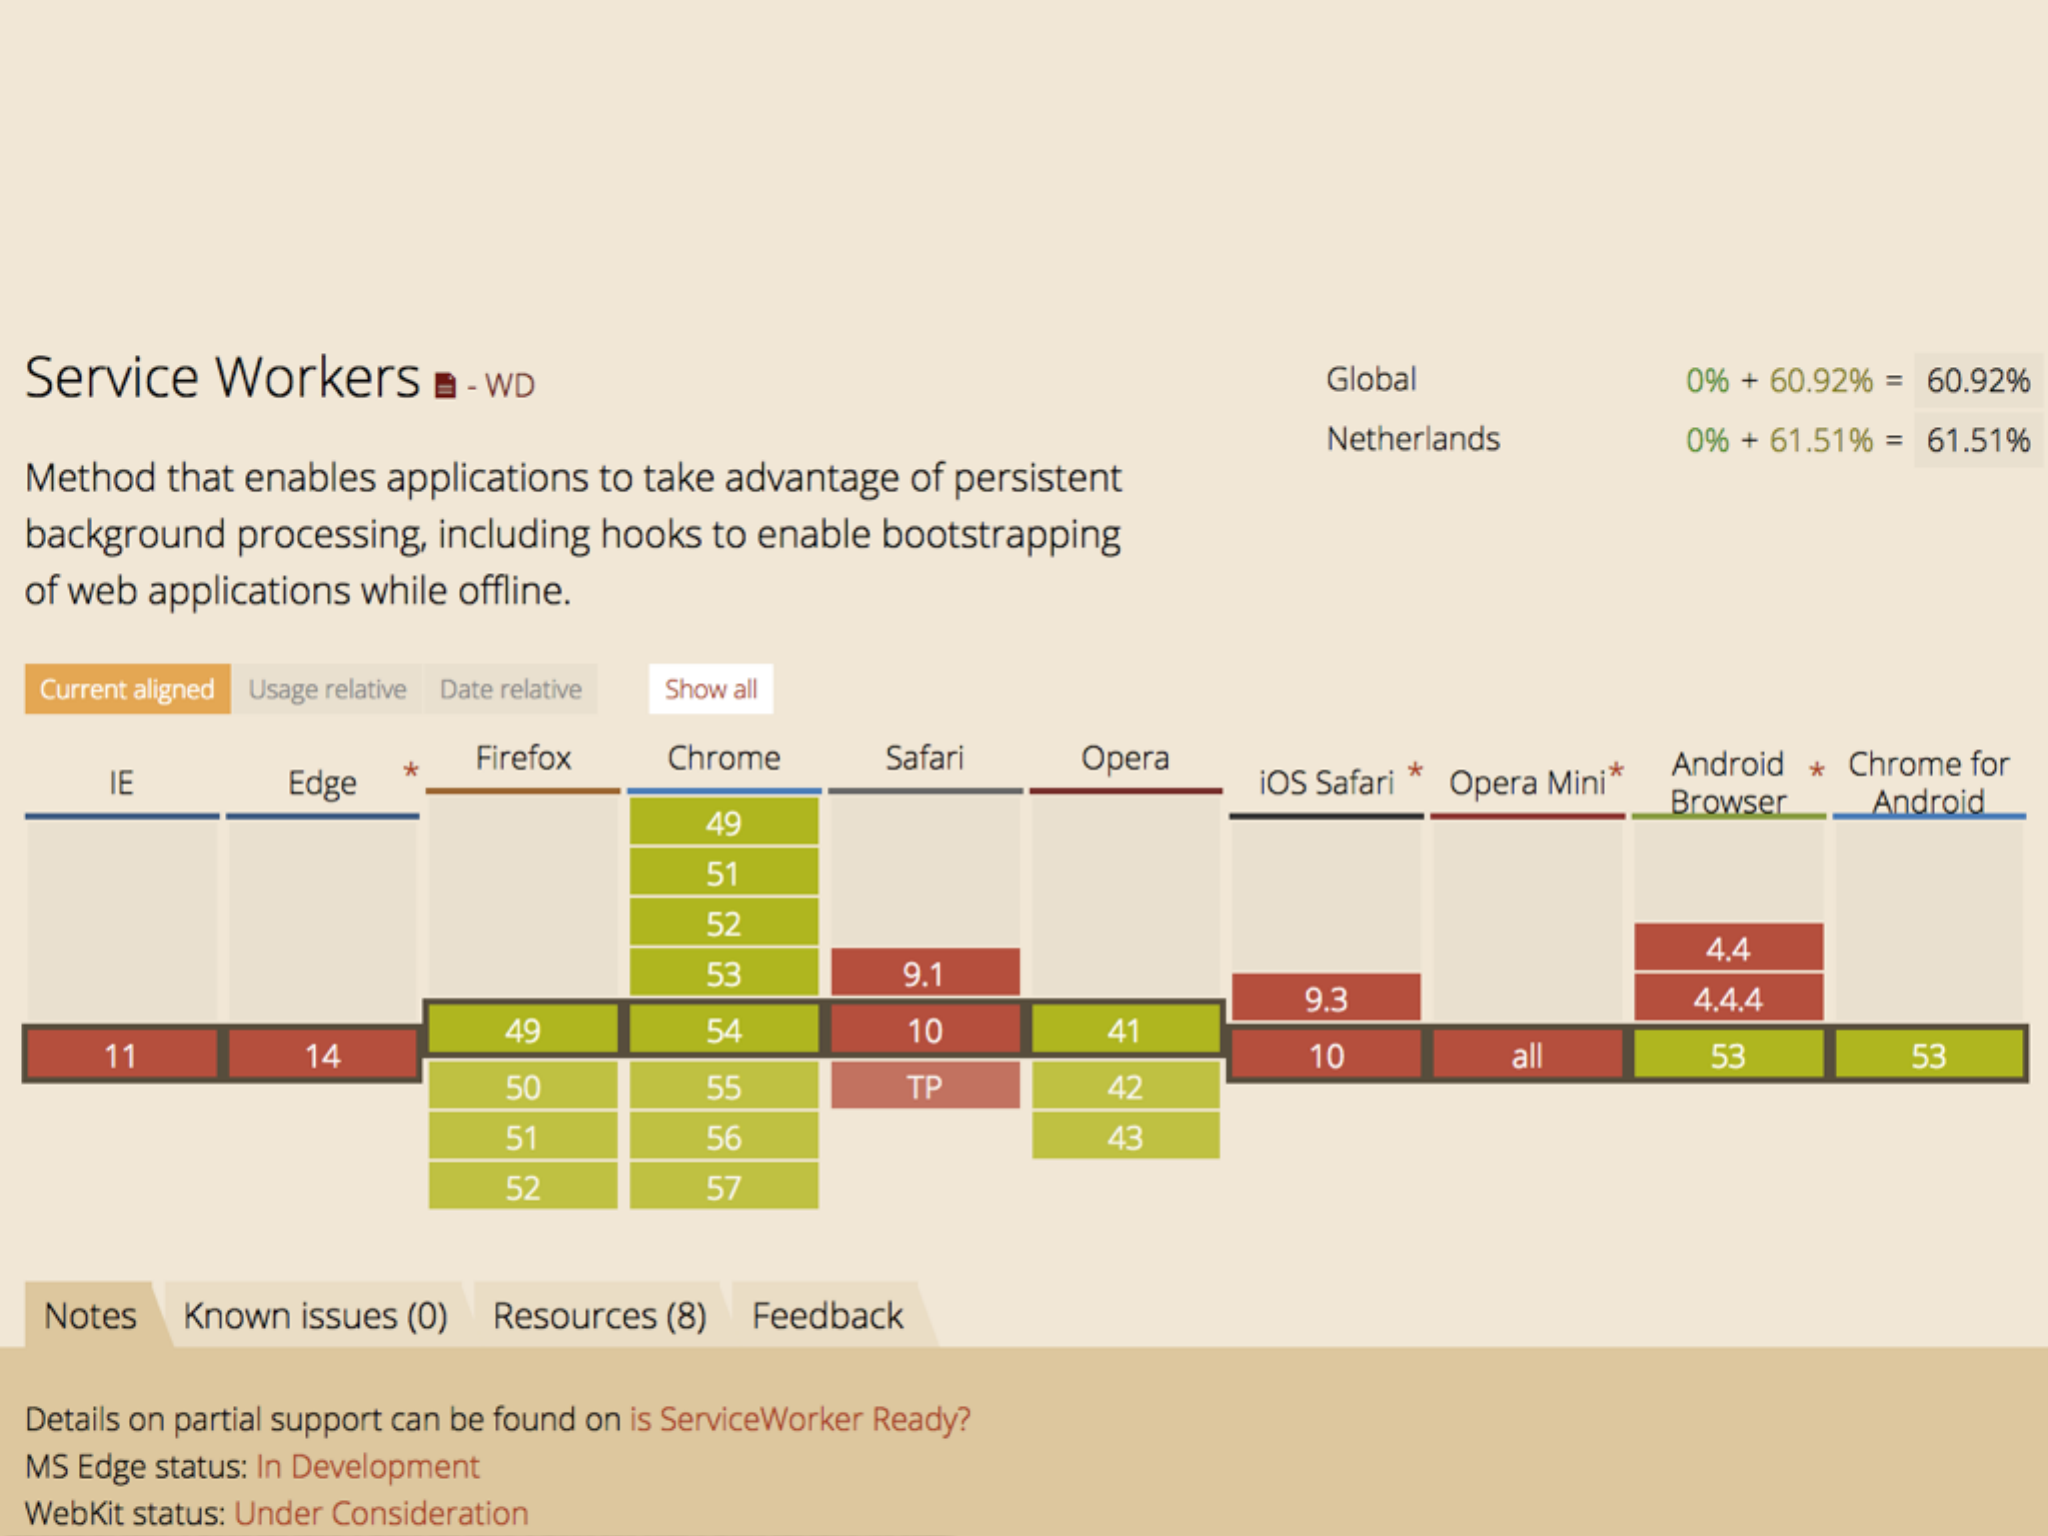 Service Workers - WD
Global 0% + 60.92% = 60.92%
Netherlands 0% + 61.51% = 61.51%
Method that enables applications to take advantage of persistent
background processing, including hooks to enable bootstrapping
of web applications while offline.
Current aligned Usage relative Date relative Show all
IE Edge * Firefox Chrome Safari Opera iOS Safari * Opera Mini * Android Browser * Chrome for Android
49
51
52
53 9.1
4.4
9.3 4.4.4
49 54 10 41
11 14 10 all 53 53
50 55 TP 42
51 56 43
52 57
Notes Known issues (0) Resources (8) Feedback
Details on partial support can be found on is ServiceWorker Ready?
MS Edge status: In Development
WebKit status: Under Consideration